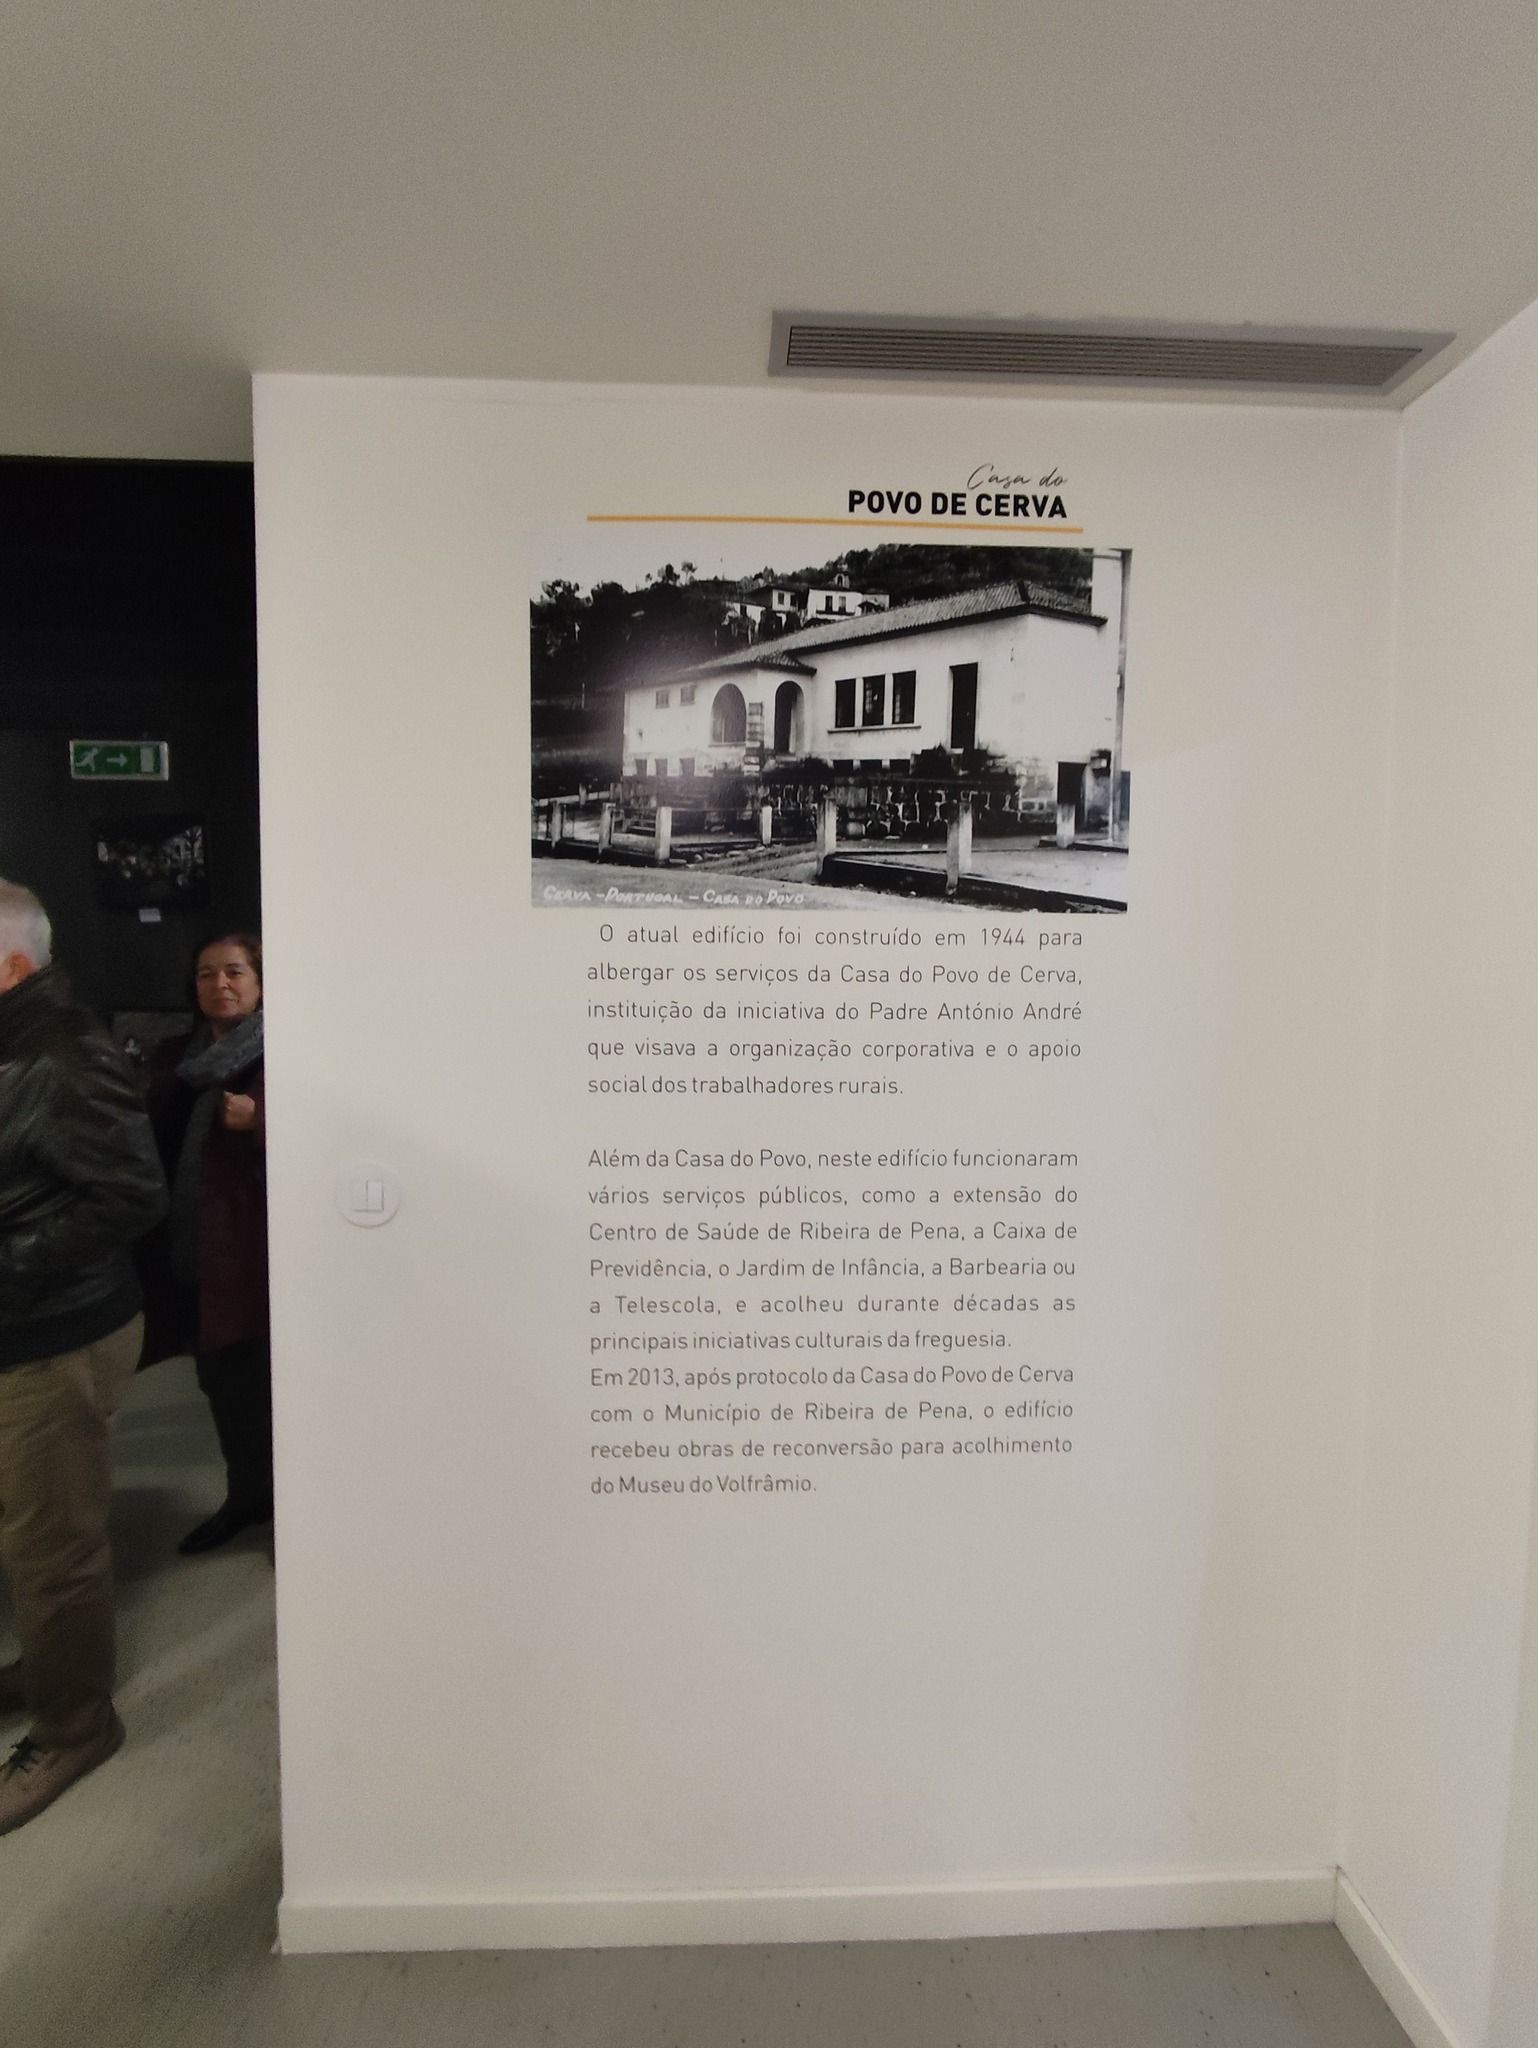 Casa do
POVO DE CERVA
CERVA - PORTUGAL - CASA DO POVO
O atual edifício foi construído em 1944 para
albergar os serviços da Casa do Povo de Cerva,
instituição da iniciativa do Padre António André
que visava a organização corporativa e o apoio
social dos trabalhadores rurais.
Além da Casa do Povo, neste edifício funcionaram
vários serviços públicos, como a extensão do
Centro de Saúde de Ribeira de Pena, a Caixa de
Previdência, o Jardim de Infância, a Barbearia ou
a Telescola, e acolheu durante décadas as
principais iniciativas culturais da freguesia.
Em 2013, após protocolo da Casa do Povo de Cerva
com o Município de Ribeira de Pena, o edifício
recebeu obras de reconversão para acolhimento
do Museu do Volfrâmio.